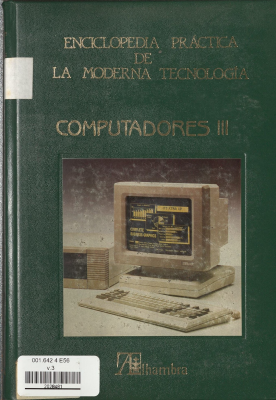 ENCICLOPEDIA PRÁCTICA
DE
LA MODERNA TECNOLOGÍA
COMPUTADORES III
Alhambra
001.642 4 E56
v.3